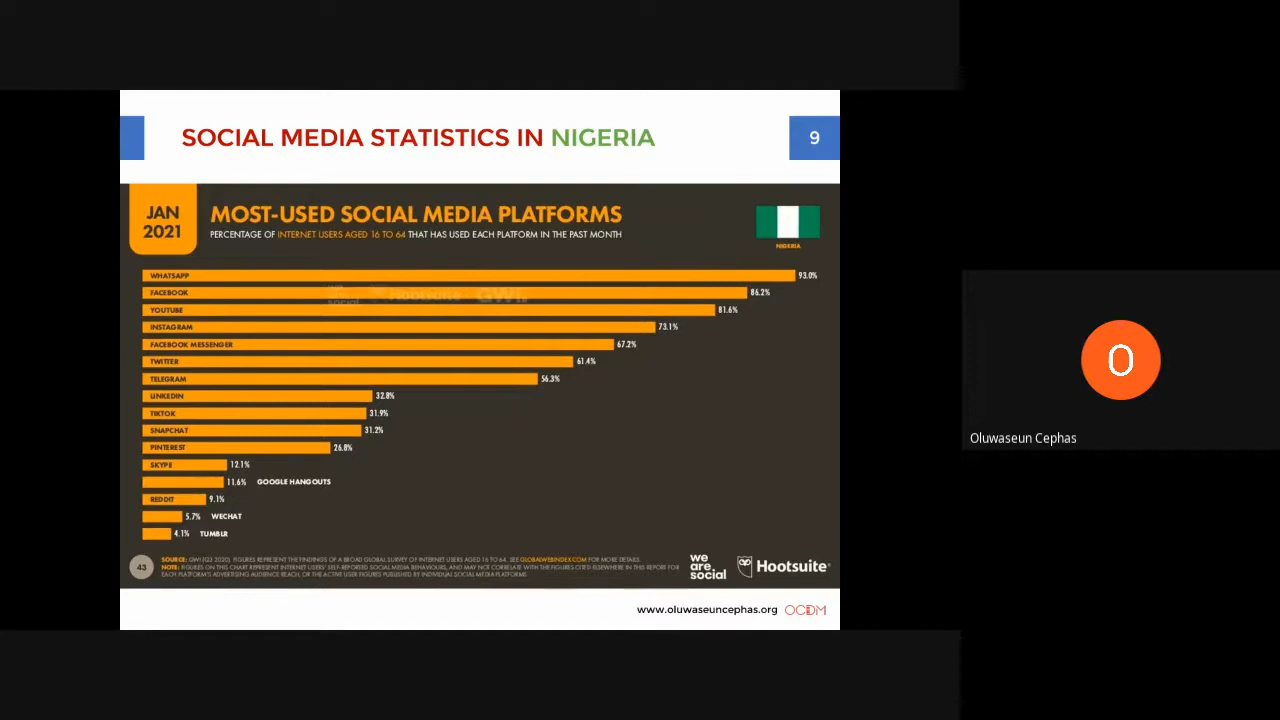 SOCIAL MEDIA STATISTICS IN NIGERIA
9
JAN
2021
MOST-USED SOCIAL MEDIA PLATFORMS
PERCENTAGE OF INTERNET USERS AGED 16 TO 64 THAT HAS USED EACH PLATFORM IN THE PAST MONTH
NIGERIA
WHATSAPP 93.0%
FACEBOOK 86.2%
we are social Hootsuite GWI.
YOUTUBE 81.6%
INSTAGRAM 73.1%
FACEBOOK MESSENGER 67.2%
TWITTER 61.4%
TELEGRAM 56.3%
LINKEDIN 32.8%
TIKTOK 31.9%
SNAPCHAT 31.2%
PINTEREST 26.8%
SKYPE 12.1%
11.6% GOOGLE HANGOUTS
REDDIT 9.1%
5.7% WECHAT
4.1% TUMBLR
43
SOURCE: GWI (Q3 2020). FIGURES REPRESENT THE FINDINGS OF A BROAD GLOBAL SURVEY OF INTERNET USERS AGED 16 TO 64. SEE GLOBALWEBINDEX.COM FOR MORE DETAILS.
NOTE: FIGURES ON THIS CHART REPRESENT INTERNET USERS' SELF-REPORTED SOCIAL MEDIA BEHAVIOURS, AND MAY NOT CORRELATE WITH THE FIGURES CITED ELSEWHERE IN THIS REPORT FOR
EACH PLATFORM'S ADVERTISING AUDIENCE REACH, OR THE ACTIVE USER FIGURES PUBLISHED BY INDIVIDUAL SOCIAL MEDIA PLATFORMS.
we
are
social
Hootsuite®
www.oluwaseuncephas.org OCDM
O
Oluwaseun Cephas